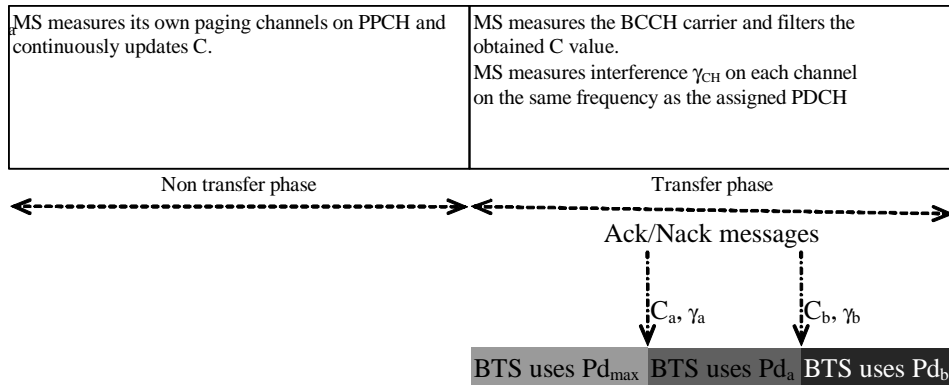 a
MS measures its own paging channels on PPCH and
continuously updates C.
MS measures the BCCH carrier and filters the
obtained C value.
MS measures interference γCH on each channel
on the same frequency as the assigned PDCH
Non transfer phase
Transfer phase
Ack/Nack messages
Ca, γa
Cb, γb
BTS uses Pdmax
BTS uses Pda
BTS uses Pdb